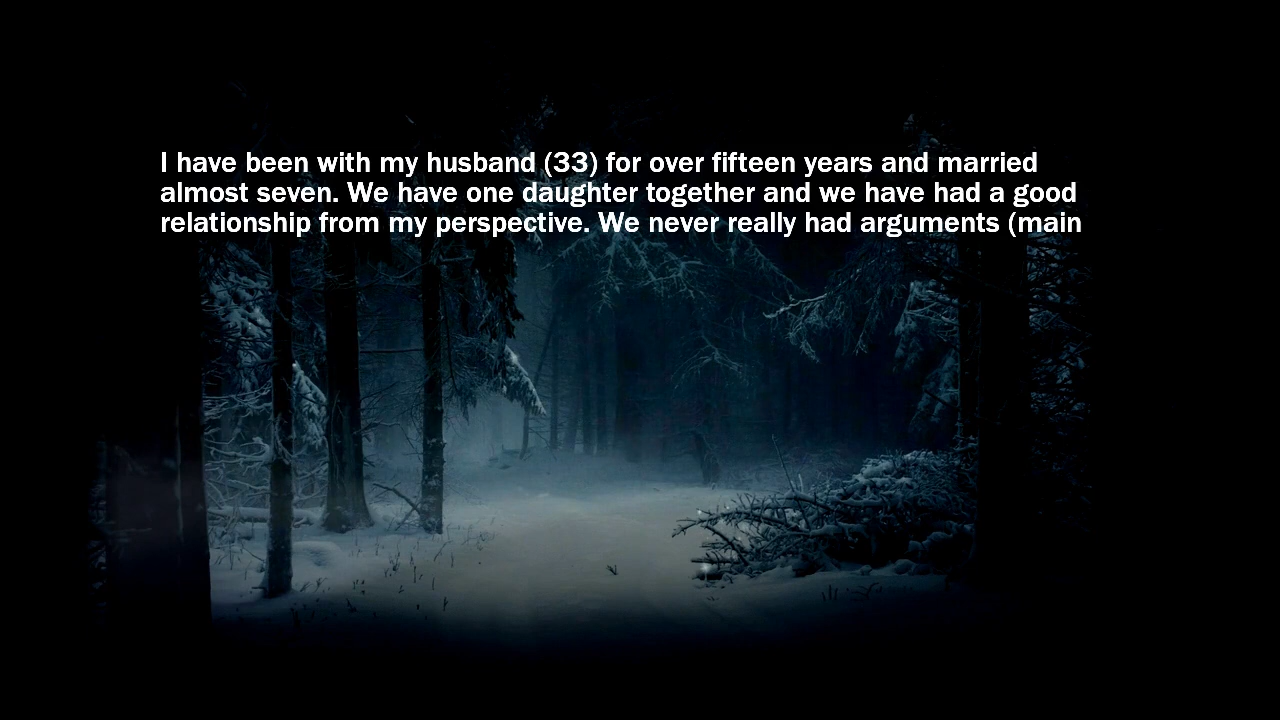 I have been with my husband (33) for over fifteen years and married
almost seven. We have one daughter together and we have had a good
relationship from my perspective. We never really had arguments (main